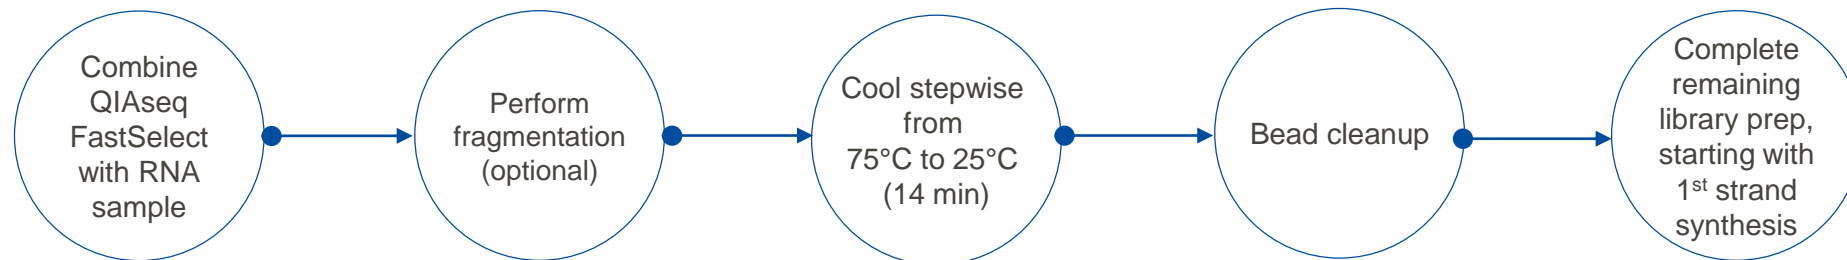 Combine
QIAseq
FastSelect
with RNA
sample
Perform
fragmentation
(optional)
Cool stepwise
from
75°C to 25°C
(14 min)
Bead cleanup
Complete
remaining
library prep,
starting with
1st strand
synthesis